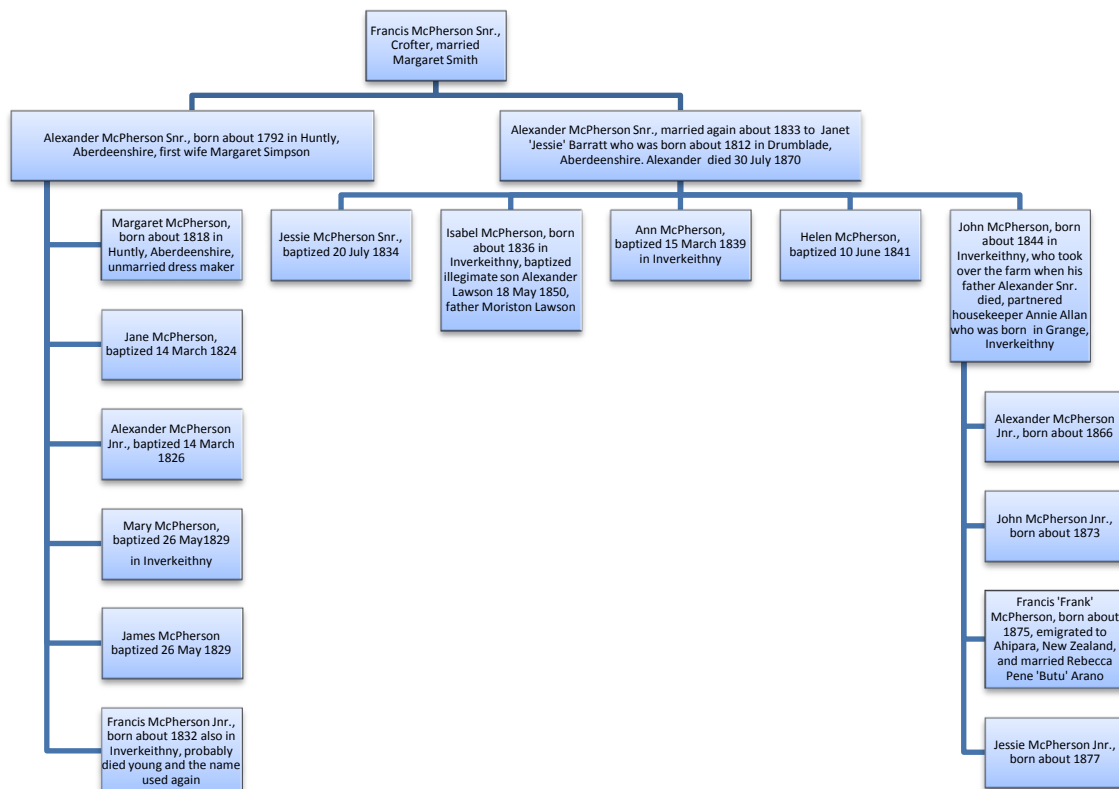 Francis McPherson Snr.,
Crofter, married
Margaret Smith
Alexander McPherson Snr., born about 1792 in Huntly,
Aberdeenshire, first wife Margaret Simpson
Alexander McPherson Snr., married again about 1833 to Janet
'Jessie' Barratt who was born about 1812 in Drumblade,
Aberdeenshire. Alexander died 30 July 1870
Margaret McPherson,
born about 1818 in
Huntly, Aberdeenshire,
unmarried dress maker
Jane McPherson,
baptized 14 March 1824
Alexander McPherson
Jnr., baptized 14 March
1826
Mary McPherson,
baptized 26 May1829
in Inverkeithny
James McPherson
baptized 26 May 1829
Francis McPherson Jnr.,
born about 1832 also in
Inverkeithny, probably
died young and the name
used again
Jessie McPherson Snr.,
baptized 20 July 1834
Isabel McPherson, born
about 1836 in
Inverkeithny, baptized
illegimate son Alexander
Lawson 18 May 1850,
father Moriston Lawson
Ann McPherson,
baptized 15 March 1839
in Inverkeithny
Helen McPherson,
baptized 10 June 1841
John McPherson, born
about 1844 in
Inverkeithny, who took
over the farm when his
father Alexander Snr.
died, partnered
housekeeper Annie Allan
who was born in Grange,
Inverkeithny
Alexander McPherson
Jnr., born about 1866
John McPherson Jnr.,
born about 1873
Francis 'Frank'
McPherson, born about
1875, emigrated to
Ahipara, New Zealand,
and married Rebecca
Pene 'Butu' Arano
Jessie McPherson Jnr.,
born about 1877